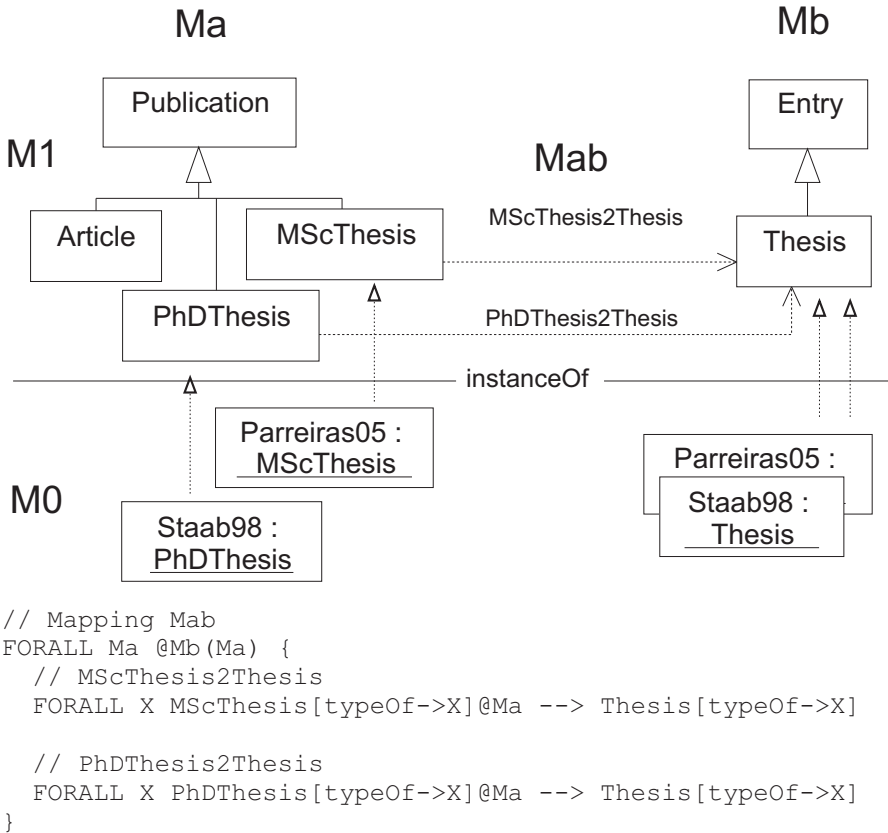 Ma
Mb
Publication
Entry
M1
Mab
Article
MScThesis
MScThesis2Thesis
Thesis
PhDThesis
PhDThesis2Thesis
instanceOf
Parreiras05 :
MScThesis
Parreiras05 :
M0
Staab98 :
PhDThesis
Staab98 :
Thesis
// Mapping Mab
FORALL Ma @Mb(Ma) {
// MScThesis2Thesis
FORALL X MScThesis[typeOf->X]@Ma --> Thesis[typeOf->X]
// PhDThesis2Thesis
FORALL X PhDThesis[typeOf->X]@Ma --> Thesis[typeOf->X]
}